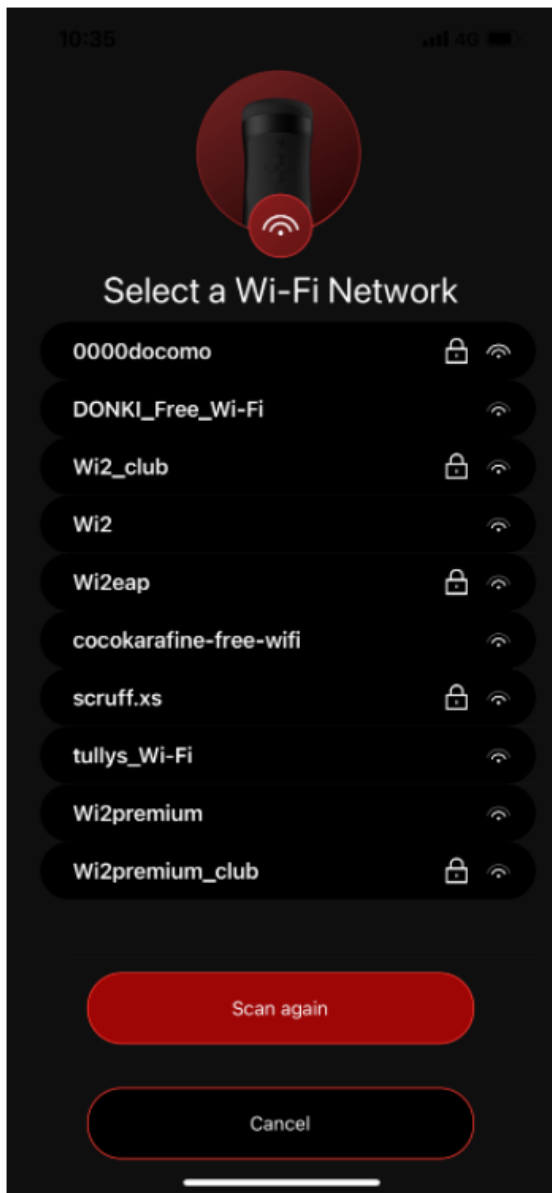 10:35
4G
Select a Wi-Fi Network
0000docomo
DONKI_Free_Wi-Fi
Wi2_club
Wi2
Wi2eap
cocokarafine-free-wifi
scruff.xs
tullys_Wi-Fi
Wi2premium
Wi2premium_club
Scan again
Cancel